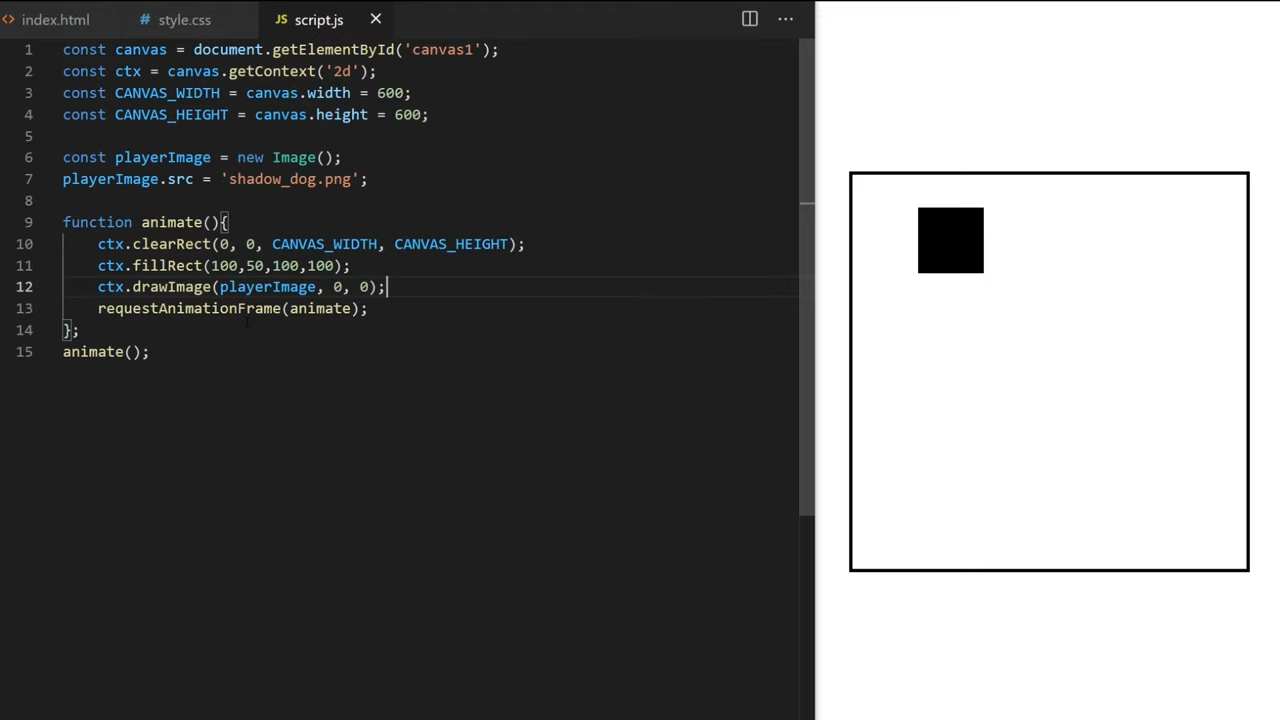 index.html # style.css JS script.js
1 const canvas = document.getElementById('canvas1');
2 const ctx = canvas.getContext('2d');
3 const CANVAS_WIDTH = canvas.width = 600;
4 const CANVAS_HEIGHT = canvas.height = 600;
5
6 const playerImage = new Image();
7 playerImage.src = 'shadow_dog.png';
8
9 function animate(){
10 ctx.clearRect(0, 0, CANVAS_WIDTH, CANVAS_HEIGHT);
11 ctx.fillRect(100,50,100,100);
12 ctx.drawImage(playerImage, 0, 0);
13 requestAnimationFrame(animate);
14 };
15 animate();